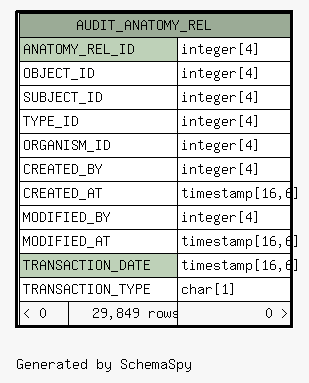 AUDIT_ANATOMY_REL
ANATOMY_REL_ID integer[4]
OBJECT_ID integer[4]
SUBJECT_ID integer[4]
TYPE_ID integer[4]
ORGANISM_ID integer[4]
CREATED_BY integer[4]
CREATED_AT timestamp[16,6]
MODIFIED_BY integer[4]
MODIFIED_AT timestamp[16,6]
TRANSACTION_DATE timestamp[16,6]
TRANSACTION_TYPE char[1]
< 0 29,849 rows 0 >
Generated by SchemaSpy